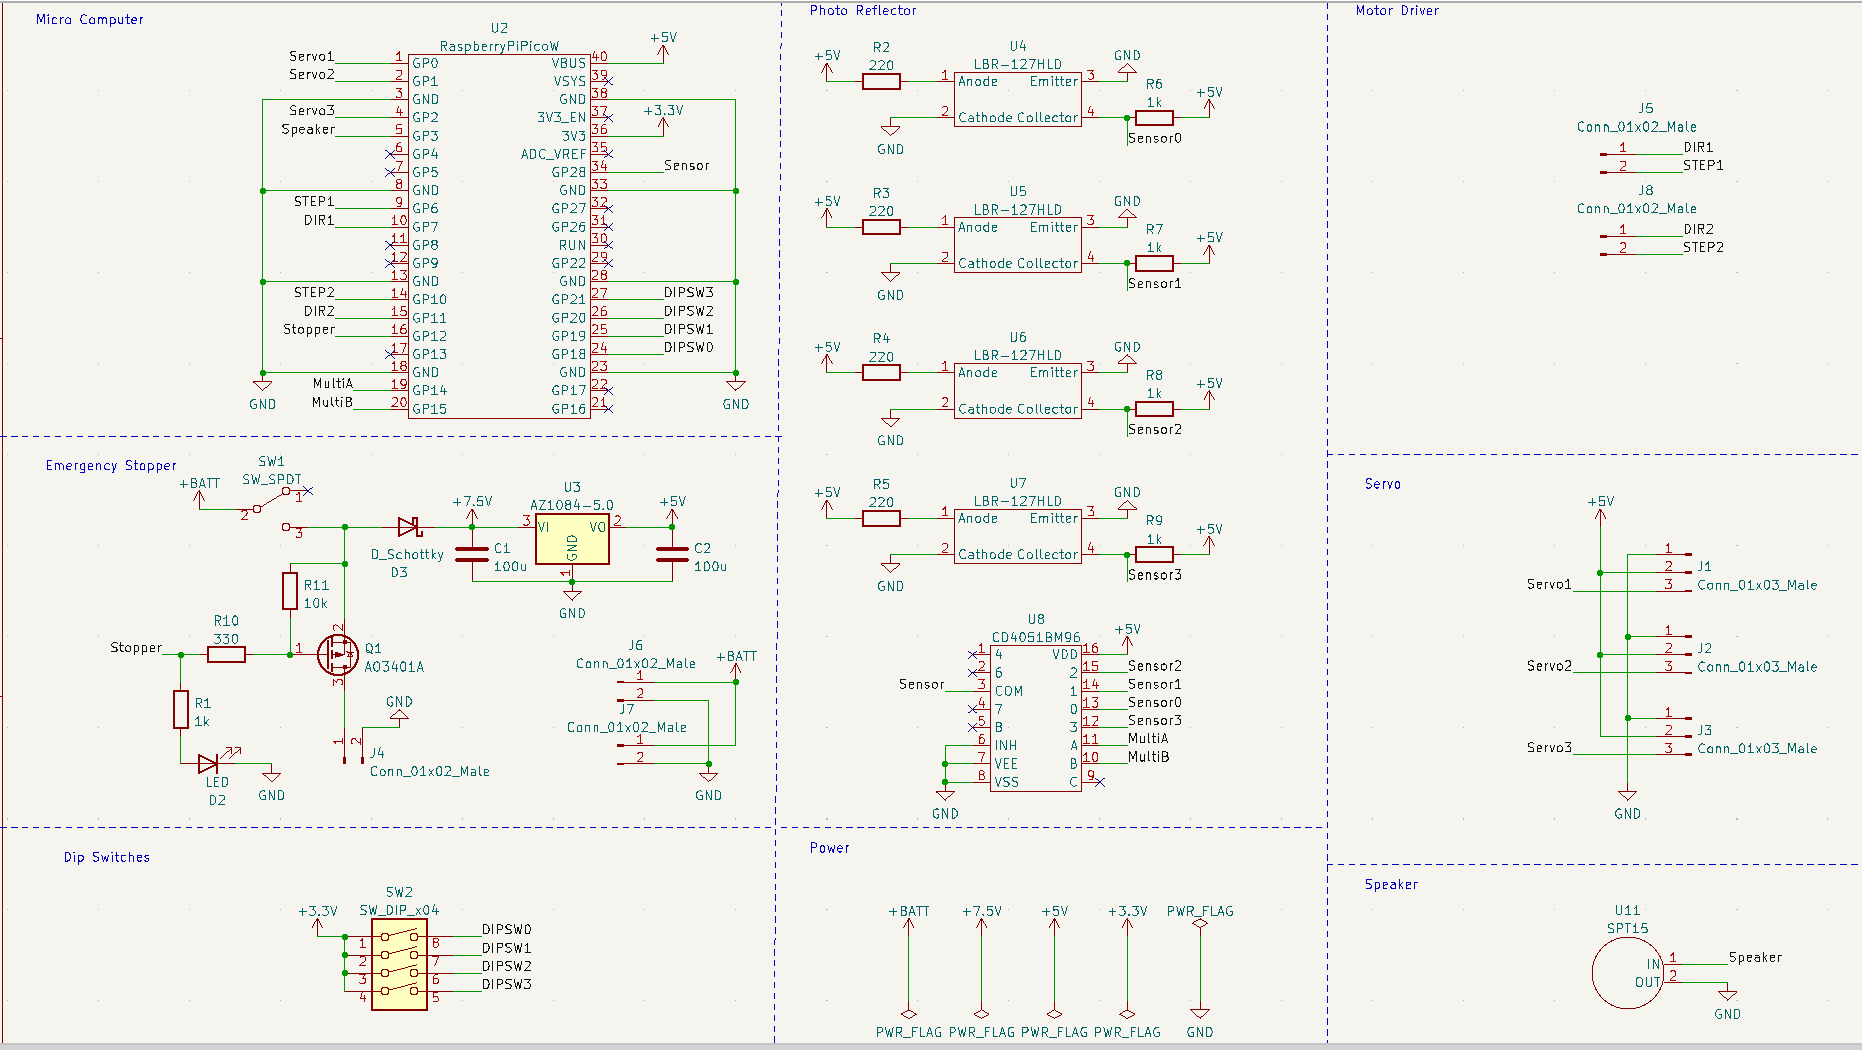 Micro Computer
U2
RaspberryPiPicoW
Servo1 1 GP0 VBUS 40 +5V
Servo2 2 GP1 VSYS 39
3 GND GND 38
Servo3 4 GP2 3V3_EN 37 +3.3V
Speaker 5 GP3 3V3 36
6 GP4 ADC_VREF 35
7 GP5 GP28 34 Sensor
8 GND GND 33
STEP1 9 GP6 GP27 32
DIR1 10 GP7 GP26 31
11 GP8 RUN 30
12 GP9 GP22 29
13 GND GND 28
STEP2 14 GP10 GP21 27 DIPSW3
DIR2 15 GP11 GP20 26 DIPSW2
Stopper 16 GP12 GP19 25 DIPSW1
17 GP13 GP18 24 DIPSW0
18 GND GND 23
MultiA 19 GP14 GP17 22
MultiB 20 GP15 GP16 21
GND GND
Photo Reflector
+5V R2 220 U4 LBR-127HLD GND
1 Anode Emitter 3
2 Cathode Collector 4
GND R6 1k +5V
Sensor0
+5V R3 220 U5 LBR-127HLD GND
1 Anode Emitter 3
2 Cathode Collector 4
GND R7 1k +5V
Sensor1
+5V R4 220 U6 LBR-127HLD GND
1 Anode Emitter 3
2 Cathode Collector 4
GND R8 1k +5V
Sensor2
+5V R5 220 U7 LBR-127HLD GND
1 Anode Emitter 3
2 Cathode Collector 4
GND R9 1k +5V
Sensor3
U8
CD4051BM96
+5V
1 4 VDD 16
2 6 2 15 Sensor2
Sensor 3 COM 1 14 Sensor1
4 7 0 13 Sensor0
5 B 3 12 Sensor3
6 INH A 11 MultiA
7 VEE B 10 MultiB
8 VSS C 9
GND
Motor Driver
J5
Conn_01x02_Male
1 DIR1
2 STEP1
J8
Conn_01x02_Male
1 DIR2
2 STEP2
Emergency Stopper
SW1
SW_SPDT
+BATT
1
2
3
D_Schottky
D3
+7.5V
C1
100u
U3
AZ1084-5.0
3 VI VO 2
GND
1
GND
+5V
C2
100u
R11
10k
R10
330
Stopper
1
2
3
Q1
AO3401A
R1
1k
LED
D2
GND
GND
1 2
J4
Conn_01x02_Male
J6
Conn_01x02_Male
+BATT
1
2
J7
Conn_01x02_Male
1
2
GND
Servo
+5V
1
2 J1
Servo1 3 Conn_01x03_Male
1
2 J2
Servo2 3 Conn_01x03_Male
1
2 J3
Servo3 3 Conn_01x03_Male
GND
Dip Switches
SW2
SW_DIP_x04
+3.3V
1 8 DIPSW0
2 7 DIPSW1
3 6 DIPSW2
4 5 DIPSW3
Power
+BATT +7.5V +5V +3.3V PWR_FLAG
PWR_FLAG PWR_FLAG PWR_FLAG PWR_FLAG GND
Speaker
U11
SPT15
IN 1 Speaker
OUT 2
GND